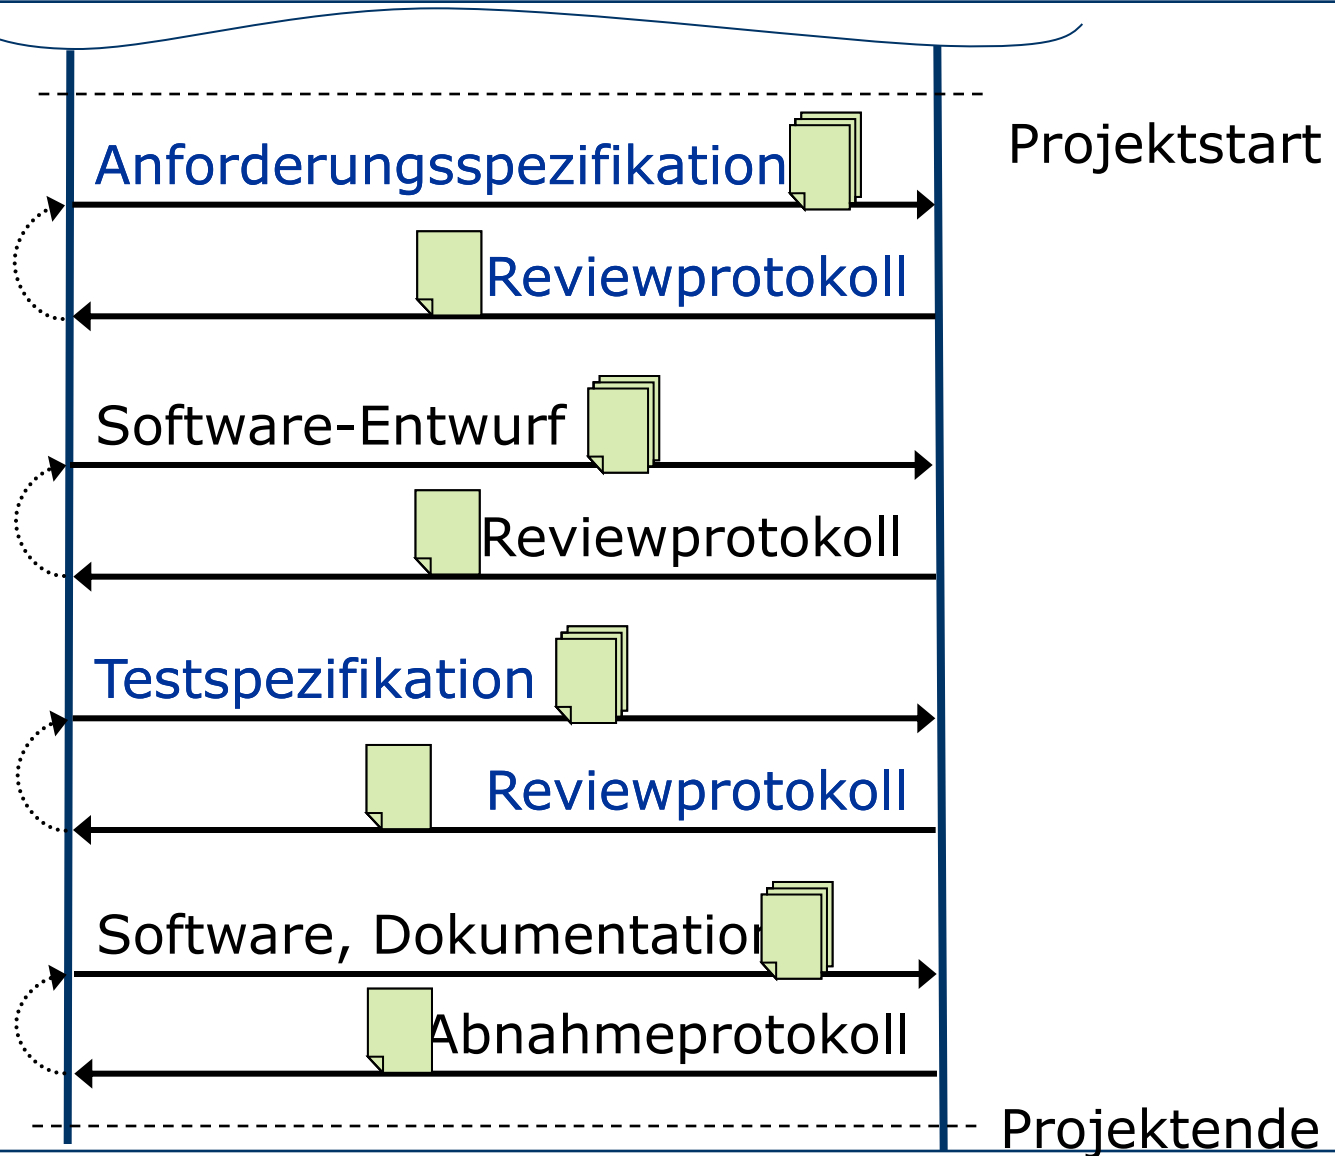 Projektstart
Anforderungsspezifikation
Reviewprotokoll
Software-Entwurf
Reviewprotokoll
Testspezifikation
Reviewprotokoll
Software, Dokumentation
Abnahmeprotokoll
Projektende